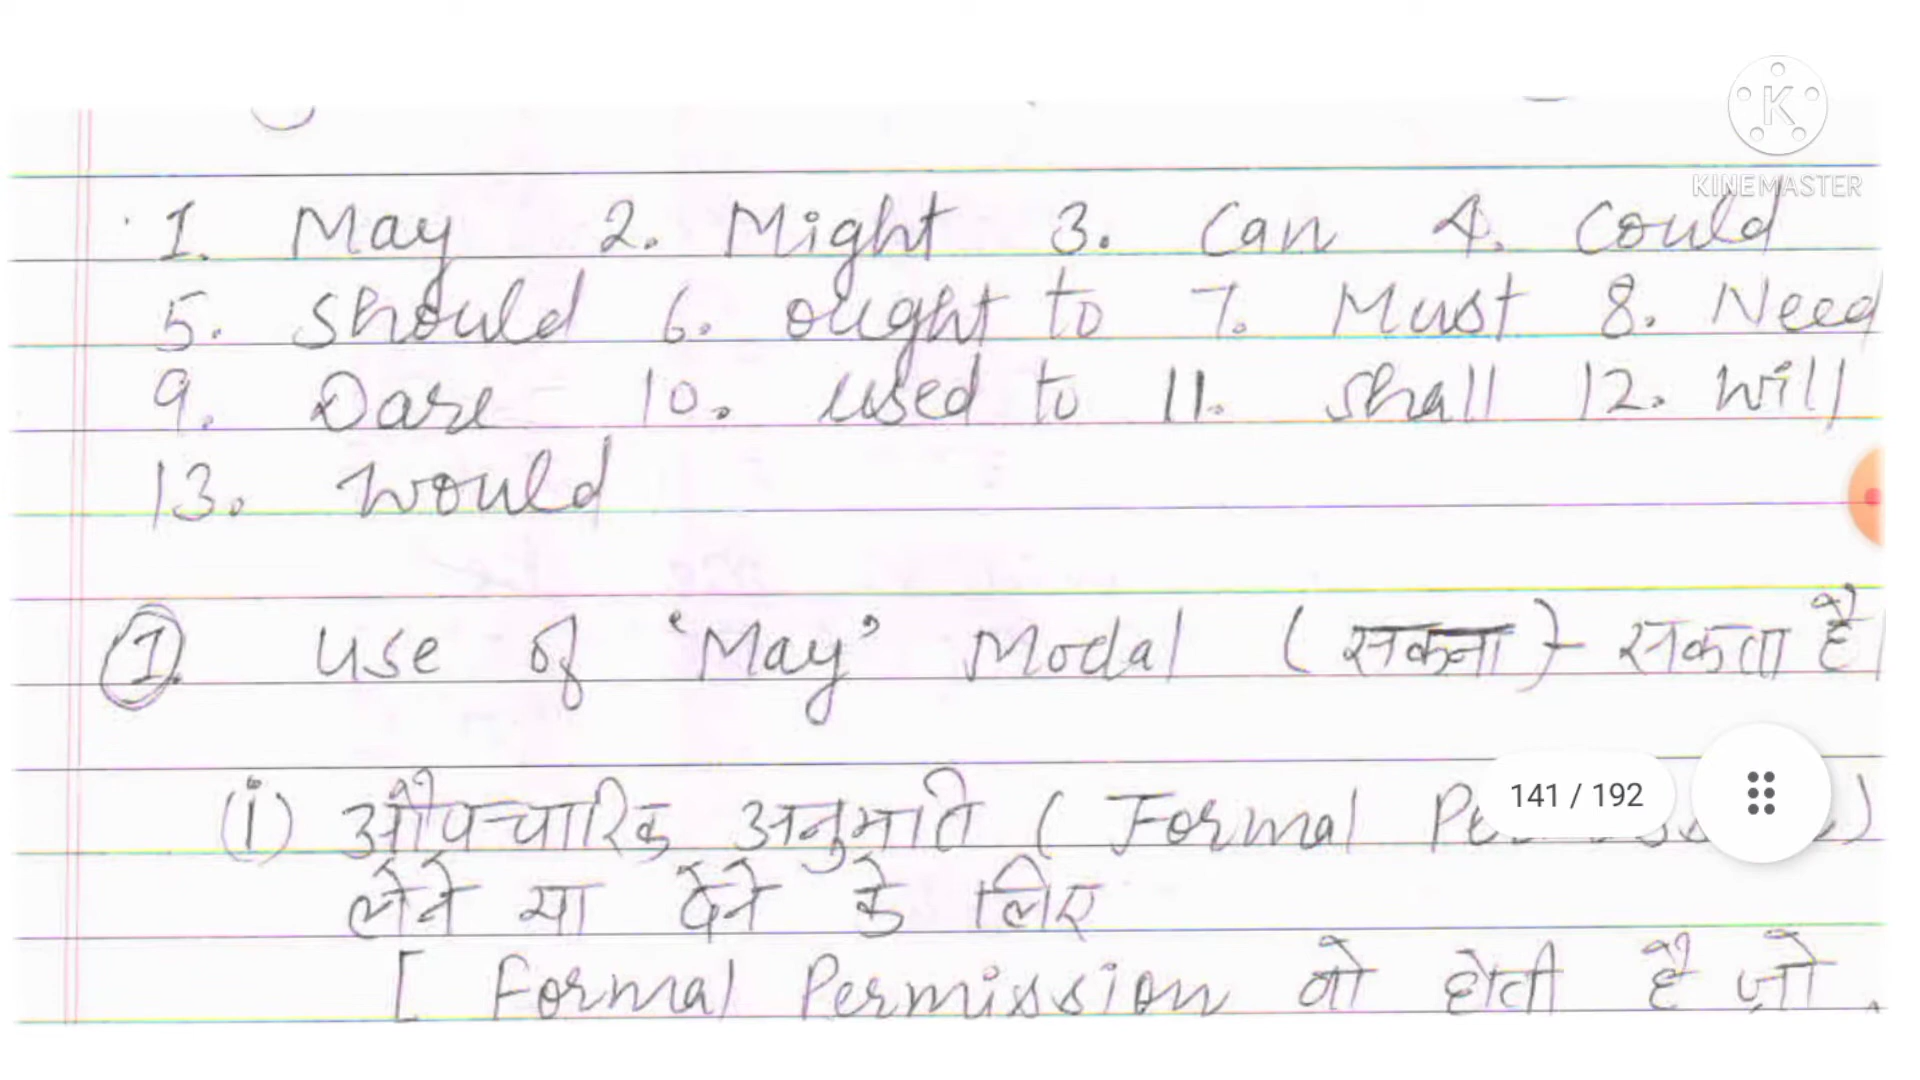 KINEMASTER
1. May 2. Might 3. Can 4. Could
5. should 6. ought to 7. Must 8. Need
9. Dare 10. used to 11. shall 12. will
13. would
1. use of 'May' Modal (सकना) - सकता है।
(i) औपचारिक अनुमति ( Formal
141 / 192
लेने या देने के लिए
[ Formal Permission वो होती है जो